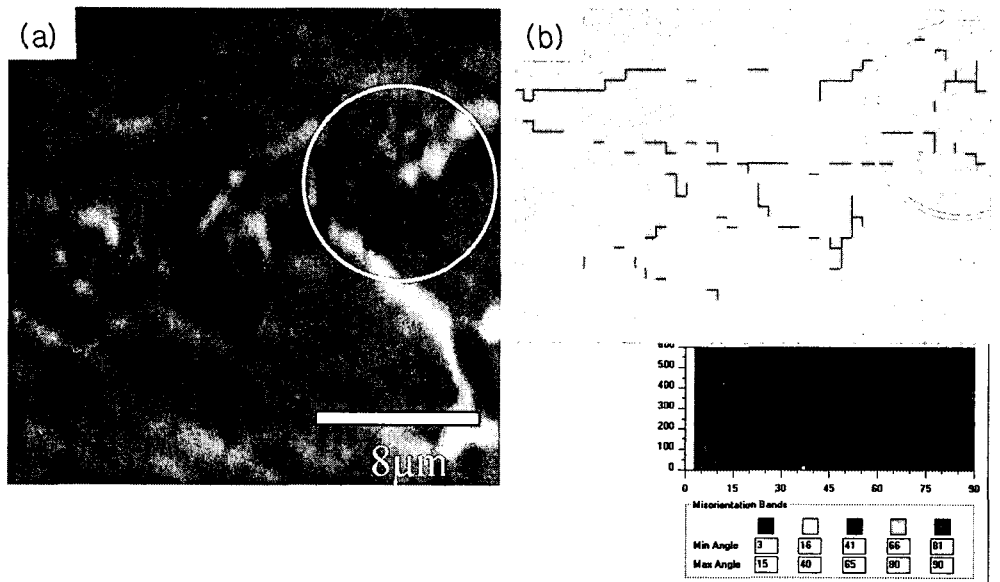 (a)
(b)
8μm
600
500
400
300
200
100
0
0 15 30 45 60 75 90
Misorientation Bands
Min Angle 3 16 41 66 81
Max Angle 15 40 65 80 90